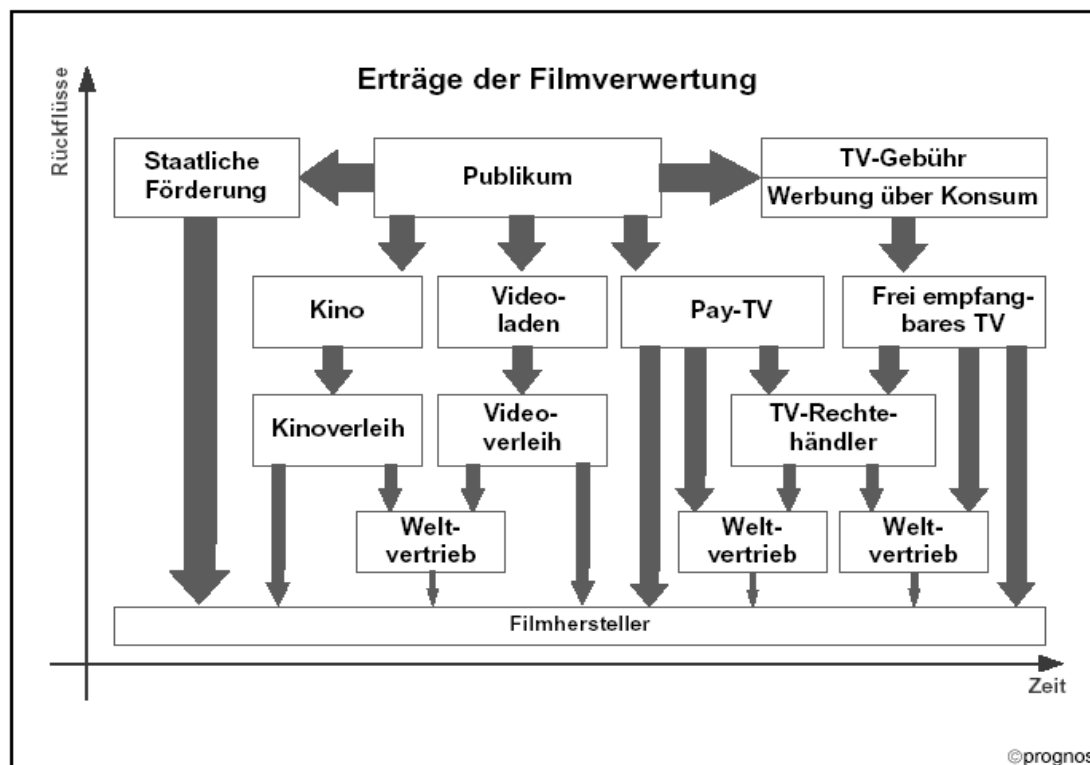 Erträge der Filmverwertung
Rückflüsse
Staatliche
Förderung
Publikum
TV-Gebühr
Werbung über Konsum
Kino
Video-
laden
Pay-TV
Frei empfang-
bares TV
Kinoverleih
Video-
verleih
TV-Rechte-
händler
Welt-
vertrieb
Welt-
vertrieb
Welt-
vertrieb
Filmhersteller
Zeit
©prognos